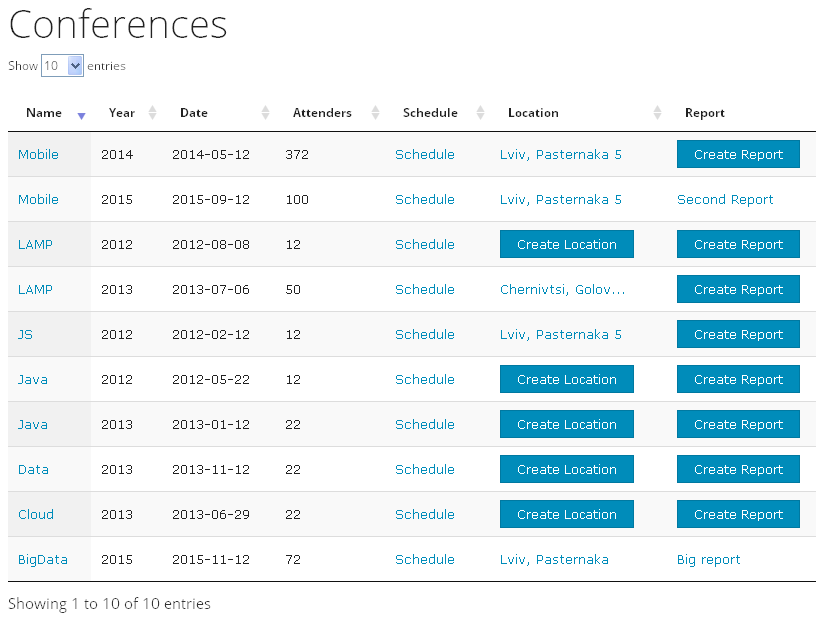 Conferences
Show 10 entries
Name Year Date Attenders Schedule Location Report
Mobile 2014 2014-05-12 372 Schedule Lviv, Pasternaka 5 Create Report
Mobile 2015 2015-09-12 100 Schedule Lviv, Pasternaka 5 Second Report
LAMP 2012 2012-08-08 12 Schedule Create Location Create Report
LAMP 2013 2013-07-06 50 Schedule Chernivtsi, Golov... Create Report
JS 2012 2012-02-12 12 Schedule Lviv, Pasternaka 5 Create Report
Java 2012 2012-05-22 12 Schedule Create Location Create Report
Java 2013 2013-01-12 22 Schedule Create Location Create Report
Data 2013 2013-11-12 22 Schedule Create Location Create Report
Cloud 2013 2013-06-29 22 Schedule Create Location Create Report
BigData 2015 2015-11-12 72 Schedule Lviv, Pasternaka Big report
Showing 1 to 10 of 10 entries